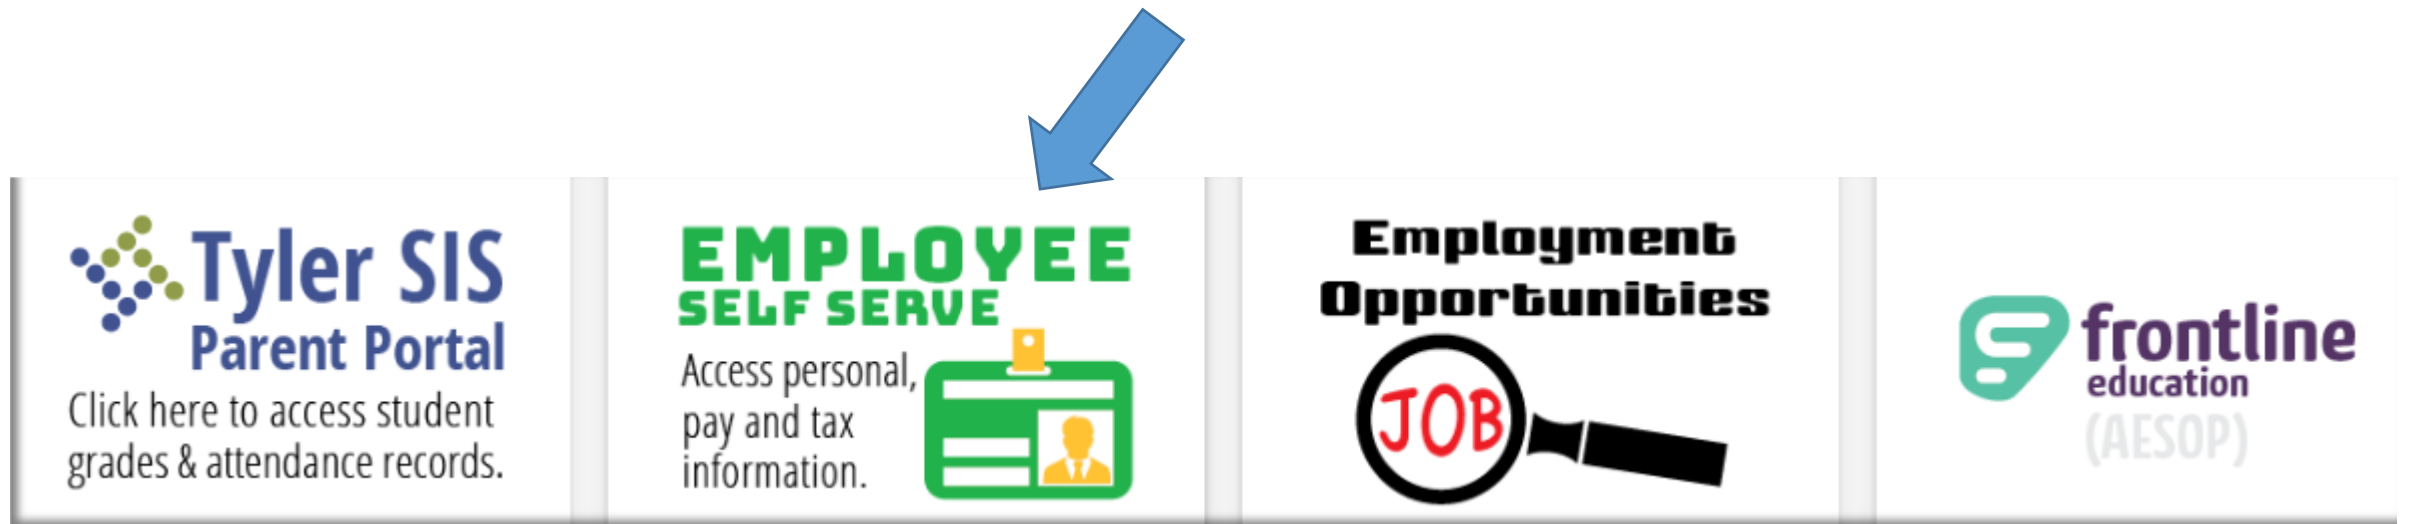 Tyler SIS
Parent Portal
Click here to access student
grades & attendance records.
EMPLOYEE
SELF SERVE
Access personal,
pay and tax
information.
Employment
Opportunities
JOB
frontline
education
(AESOP)